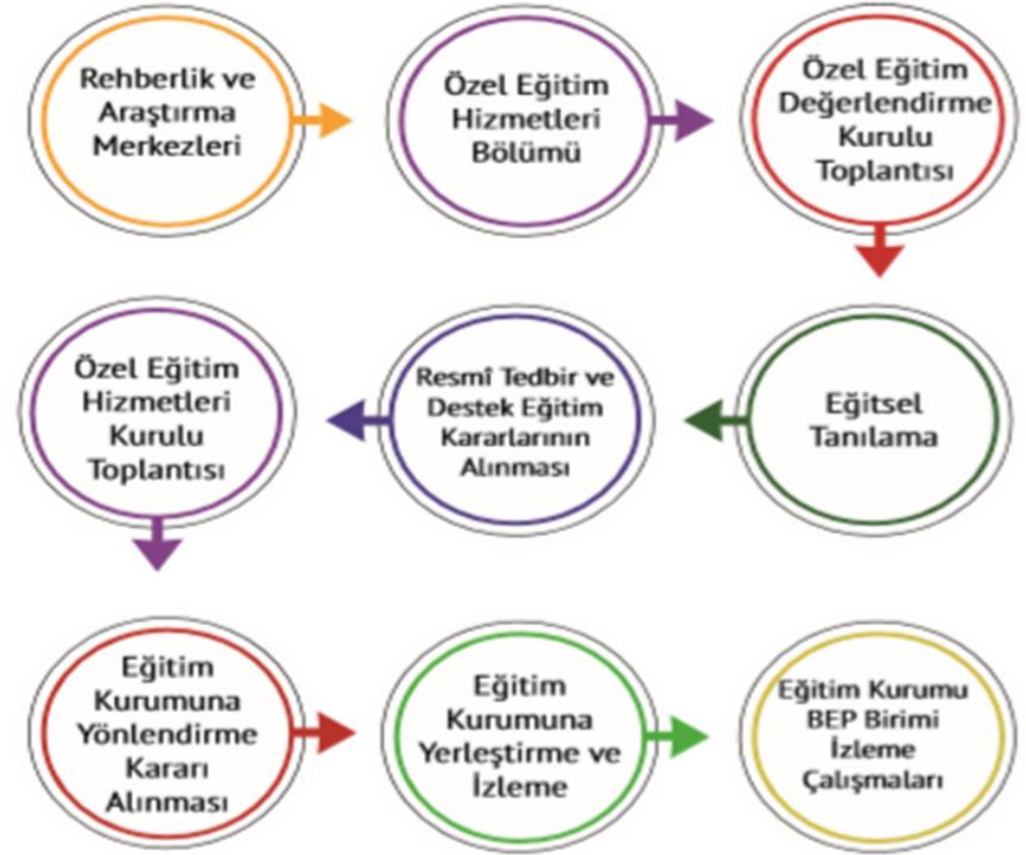 Rehberlik ve
Araştırma
Merkezleri
Özel Eğitim
Hizmetleri
Bölümü
Özel Eğitim
Değerlendirme
Kurulu
Toplantısı
Eğitsel
Tanılama
Resmî Tedbir ve
Destek Eğitim
Kararlarının
Alınması
Özel Eğitim
Hizmetleri
Kurulu
Toplantısı
Eğitim
Kurumuna
Yönlendirme
Kararı
Alınması
Eğitim
Kurumuna
Yerleştirme ve
İzleme
Eğitim Kurumu
BEP Birimi
İzleme
Çalışmaları